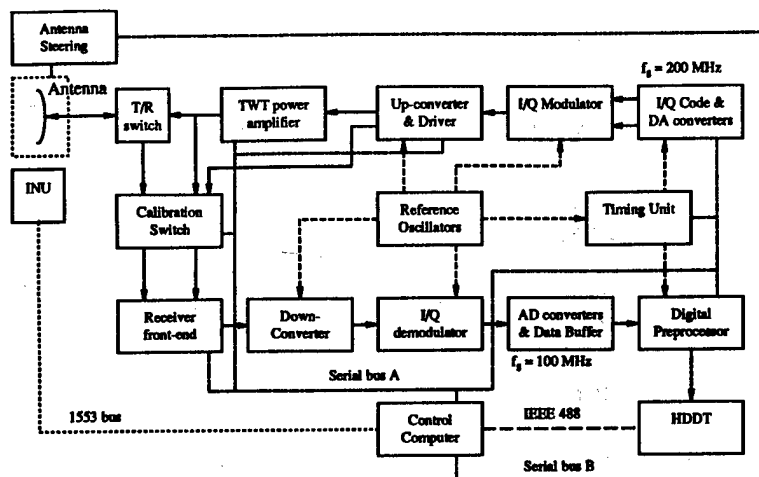 Antenna
Steering
f_s = 200 MHz
Antenna
T/R
switch
TWT power
amplifier
Up-converter
& Driver
I/Q Modulator
I/Q Code &
DA converters
INU
Calibration
Switch
Reference
Oscillators
Timing Unit
Receiver
front-end
Down-
Converter
I/Q
demodulator
AD converters
& Data Buffer
Digital
Preprocessor
f_s = 100 MHz
Serial bus A
1553 bus
Control
Computer
IEEE 488
HDDT
Serial bus B